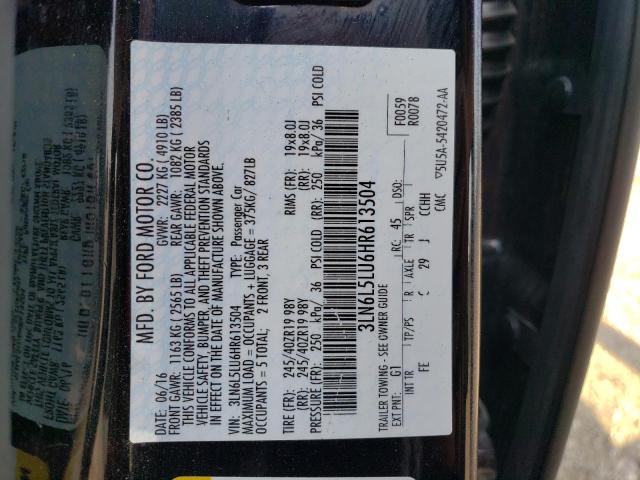 MFD. BY FORD MOTOR CO.
DATE: 06/16 GVWR: 2227 KG ( 4910 LB)
FRONT GAWR: 1163 KG ( 2565 LB) REAR GAWR: 1082 KG ( 2385 LB)
THIS VEHICLE CONFORMS TO ALL APPLICABLE FEDERAL MOTOR
VEHICLE SAFETY, BUMPER, AND THEFT PREVENTION STANDARDS
IN EFFECT ON THE DATE OF MANUFACTURE SHOWN ABOVE.
VIN: 3LN6L5LU6HR613504 TYPE: Passenger Car
MAXIMUM LOAD = OCCUPANTS + LUGGAGE = 375KG/ 827LB
OCCUPANTS = 5 TOTAL: 2 FRONT, 3 REAR
TIRE (FR): 245/40ZR19 98Y RIMS (FR): 19x8.0J
(RR): 245/40ZR19 98Y (RR): 19x8.0J
PRESSURE (FR): 250 kPa/ 36 PSI COLD (RR): 250 kPa/ 36 PSI COLD
3LN6L5LU6HR613504
TRAILER TOWING - SEE OWNER GUIDE
EXT PNT: G1 RC: 45 DSO: F0059
R0078
INT TR TP/PS R AXLE TR SPR
FE C 29 J CCHH
CMC 5U5A-5420472-AA